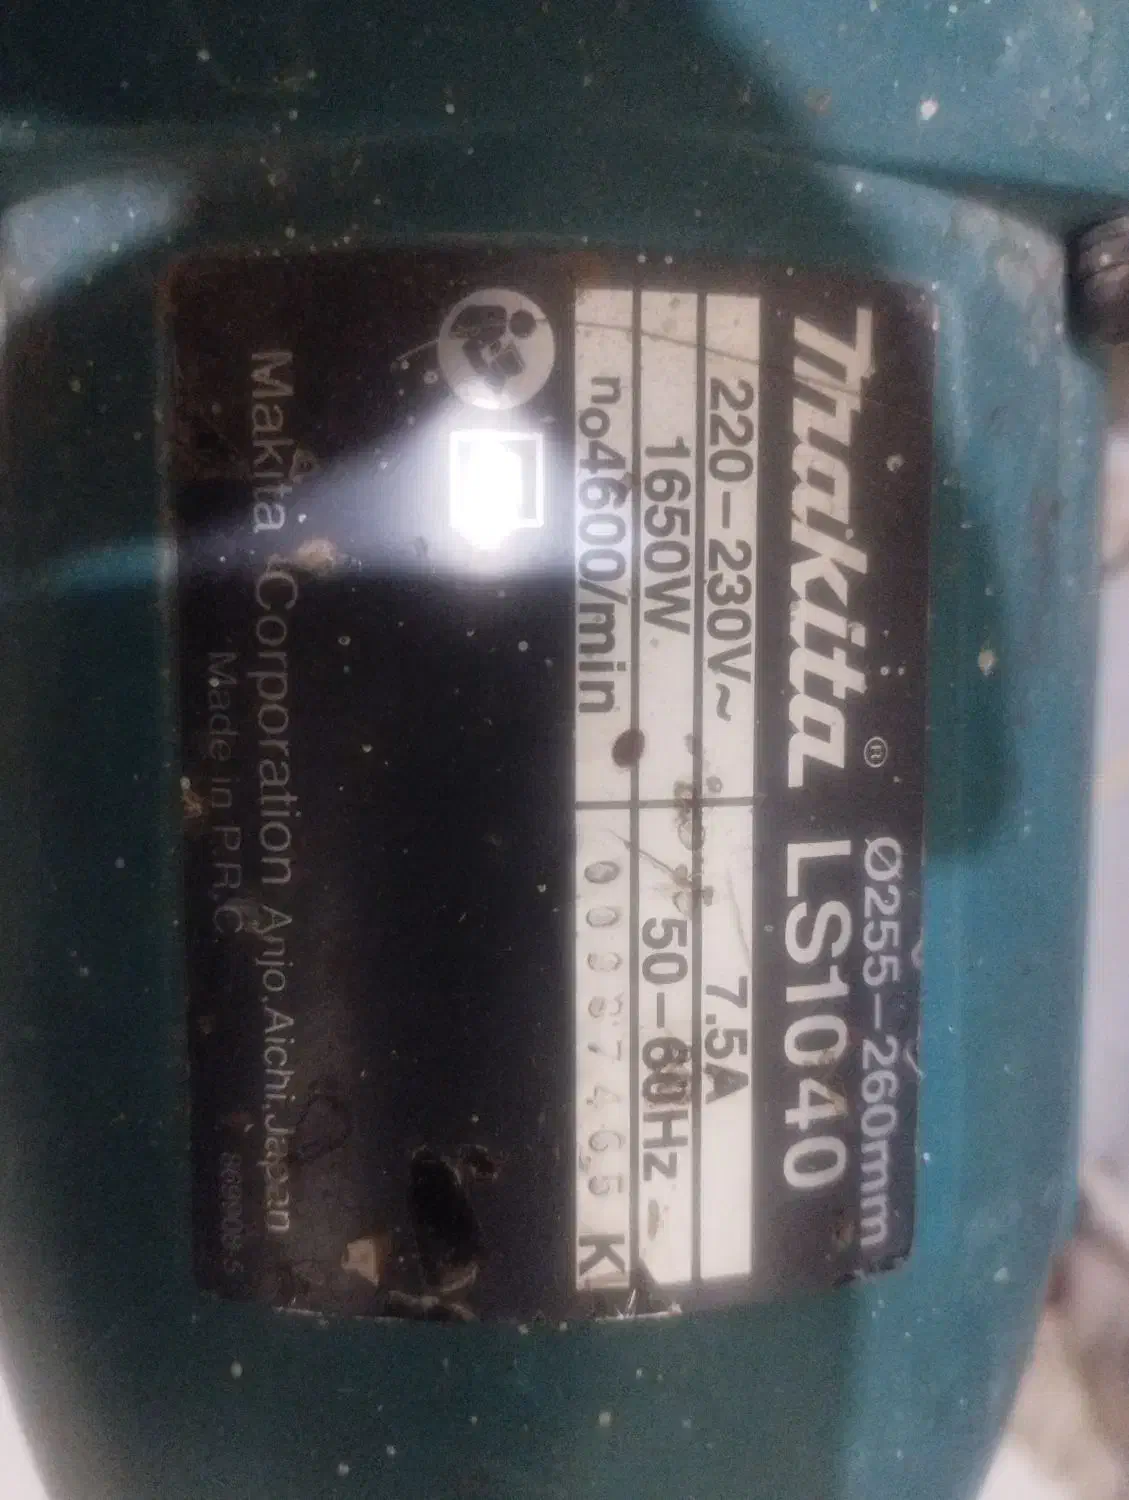 Ø255-260mm
makita® LS1040
220-230V~ 7.5A
1650W 50-60Hz
no4600/min K
Makita Corporation Anjo,Aichi,Japan
Made in P.R.C.